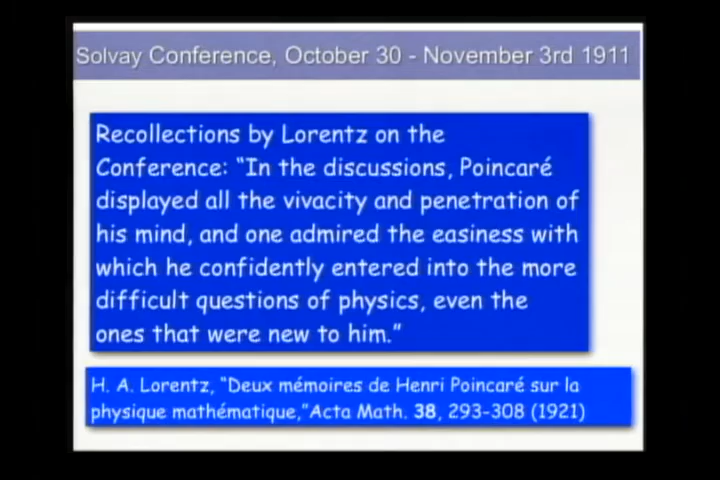 Solvay Conference, October 30 - November 3rd 1911
Recollections by Lorentz on the
Conference: “In the discussions, Poincaré
displayed all the vivacity and penetration of
his mind, and one admired the easiness with
which he confidently entered into the more
difficult questions of physics, even the
ones that were new to him.”
H. A. Lorentz, “Deux mémoires de Henri Poincaré sur la
physique mathématique,”Acta Math. 38, 293-308 (1921)